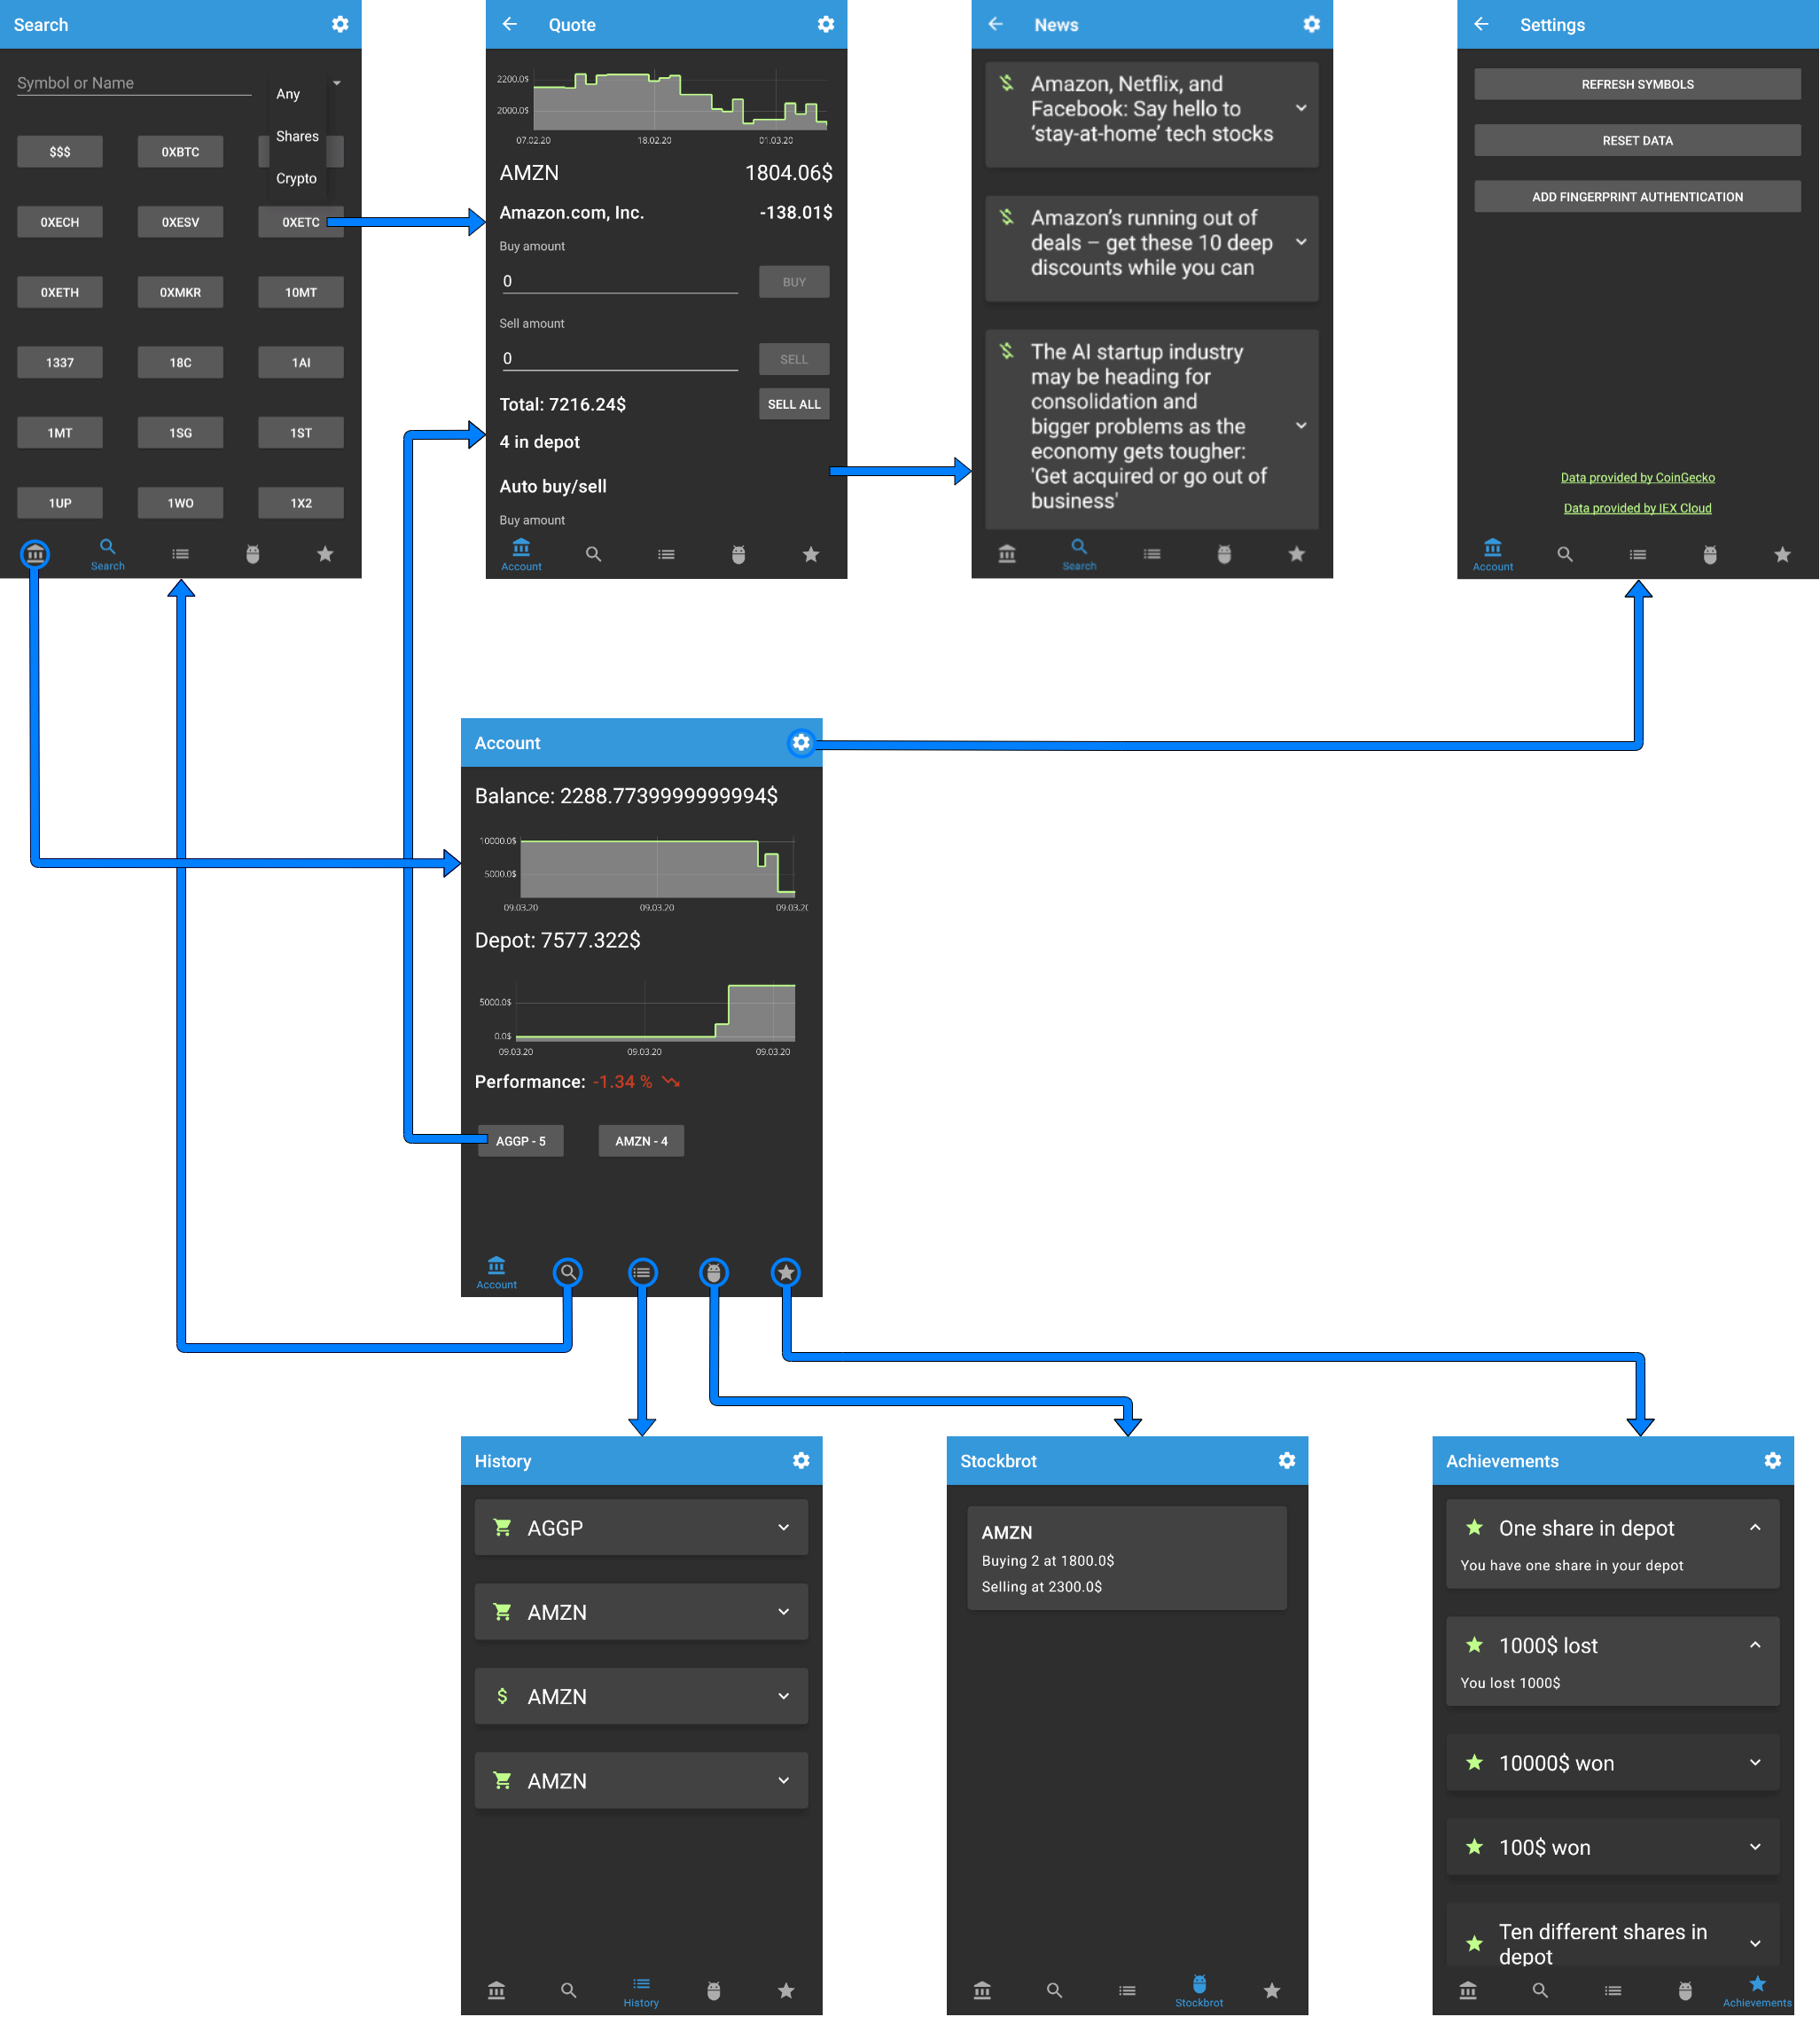 Search
Symbol or Name
Any
Shares
Crypto
$$$
0XBTC
0XECH
0XESV
0XETC
0XETH
0XMKR
10MT
1337
18C
1AI
1MT
1SG
1ST
1UP
1WO
1X2
Search
Quote
2200.0$
2000.0$
07.02.20
18.02.20
01.03.20
AMZN
1804.06$
Amazon.com, Inc.
-138.01$
Buy amount
0
BUY
Sell amount
0
SELL
Total: 7216.24$
SELL ALL
4 in depot
Auto buy/sell
Buy amount
Account
News
Amazon, Netflix, and
Facebook: Say hello to
‘stay-at-home’ tech stocks
Amazon’s running out of
deals – get these 10 deep
discounts while you can
The AI startup industry
may be heading for
consolidation and
bigger problems as the
economy gets tougher:
'Get acquired or go out of
business'
Search
Settings
REFRESH SYMBOLS
RESET DATA
ADD FINGERPRINT AUTHENTICATION
Data provided by CoinGecko
Data provided by IEX Cloud
Account
Account
Balance: 2288.7739999999994$
10000.0$
5000.0$
09.03.20
09.03.20
09.03.20
Depot: 7577.322$
5000.0$
0.0$
09.03.20
09.03.20
09.03.20
Performance: -1.34 %
AGGP - 5
AMZN - 4
Account
History
AGGP
AMZN
AMZN
AMZN
History
Stockbrot
AMZN
Buying 2 at 1800.0$
Selling at 2300.0$
Stockbrot
Achievements
One share in depot
You have one share in your depot
1000$ lost
You lost 1000$
10000$ won
100$ won
Ten different shares in
depot
Achievements